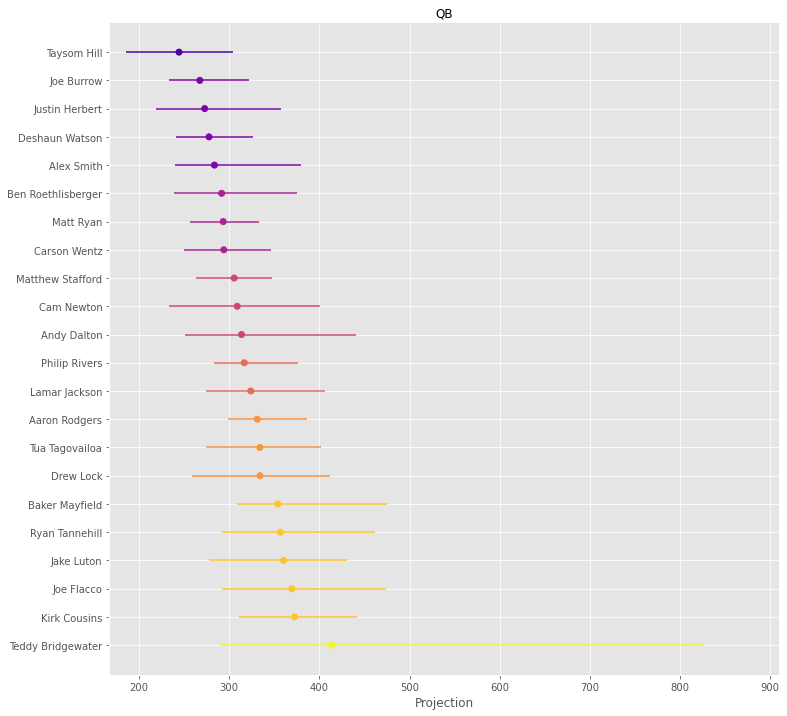 QB
Taysom Hill
Joe Burrow
Justin Herbert
Deshaun Watson
Alex Smith
Ben Roethlisberger
Matt Ryan
Carson Wentz
Matthew Stafford
Cam Newton
Andy Dalton
Philip Rivers
Lamar Jackson
Aaron Rodgers
Tua Tagovailoa
Drew Lock
Baker Mayfield
Ryan Tannehill
Jake Luton
Joe Flacco
Kirk Cousins
Teddy Bridgewater
200 300 400 500 600 700 800 900
Projection